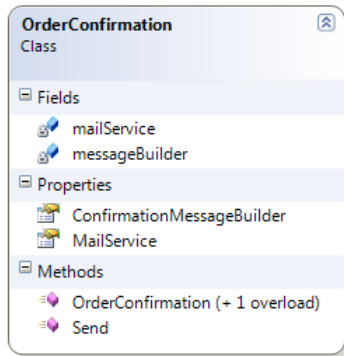 OrderConfirmation
Class
Fields
mailService
messageBuilder
Properties
ConfirmationMessageBuilder
MailService
Methods
OrderConfirmation (+ 1 overload)
Send